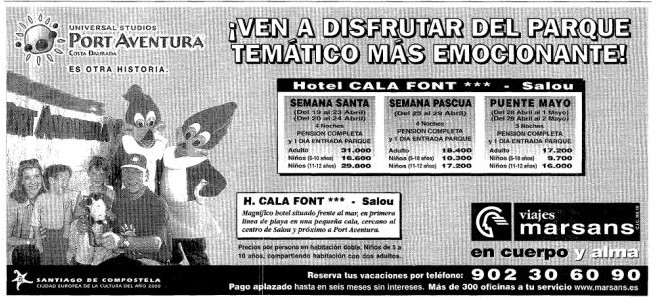 UNIVERSAL STUDIOS
PORT AVENTURA
COSTA DAURADA
ES OTRA HISTORIA.
¡VEN A DISFRUTAR DEL PARQUE
TEMÁTICO MÁS EMOCIONANTE!
Hotel CALA FONT *** - Salou
SEMANA SANTA
(Del 19 al 23 Abril)
(Del 20 al 24 Abril)
4 Noches
PENSION COMPLETA
y 1 DIA ENTRADA PARQUE
Adulto 31.000
Niños (5-10 años) 18.600
Niños (11-12 años) 29.800
SEMANA PASCUA
(Del 25 al 29 Abril)
4 Noches
PENSION COMPLETA
y 1 DIA ENTRADA PARQUE
Adulto 18.400
Niños (5-10 años) 10.300
Niños (11-12 años) 17.200
PUENTE MAYO
(Del 28 Abril al 1 Mayo)
(Del 29 Abril al 2 Mayo)
3 Noches
PENSION COMPLETA
y 1 DIA ENTRADA PARQUE
Adulto 17.200
Niños (5-10 años) 9.700
Niños (11-12 años) 16.000
H. CALA FONT *** - Salou
Magnífico hotel situado frente al mar, en primera
línea de playa en una pequeña cala, cercano al
centro de Salou y próximo a Port Aventura.
Precios por persona en habitación doble. Niños de 5 a
10 años, compartiendo habitación con dos adultos.
viajes
marsans
en cuerpo y alma
SANTIAGO DE COMPOSTELA
CIUDAD EUROPEA DE LA CULTURA DEL AÑO 2000
Reserva tus vacaciones por teléfono: 902 30 60 90
Pago aplazado hasta en seis meses sin intereses. Más de 300 oficinas a tu servicio www.marsans.es